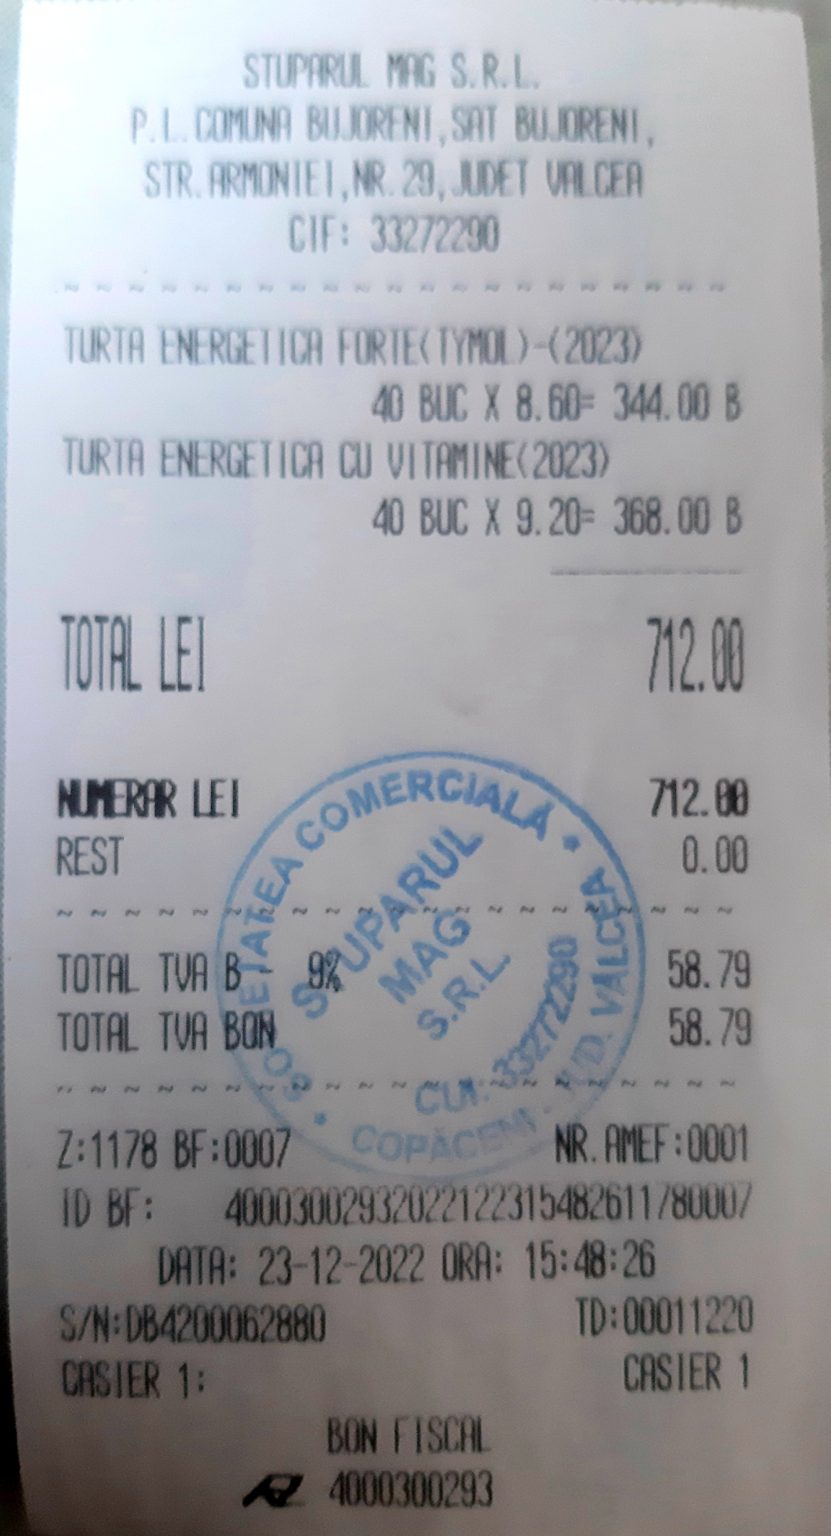 STUPARUL MAG S.R.L.
P.L.COMUNA BUJORENI,SAT BUJORENI,
STR.ARMONIEI,NR.29,JUDET VALCEA
CIF: 33272290
~ ~ ~ ~ ~ ~ ~ ~ ~ ~ ~ ~ ~ ~ ~ ~ ~ ~ ~ ~ ~
TURTA ENERGETICA FORTE(TYMOL)-(2023)
40 BUC X 8.60= 344.00 B
TURTA ENERGETICA CU VITAMINE(2023)
40 BUC X 9.20= 368.00 B
TOTAL LEI 712.00
NUMERAR LEI 712.00
REST 0.00
~ ~ ~ ~ ~ ~ ~ ~ ~ ~ ~ ~ ~ ~ ~ ~ ~ ~ ~ ~ ~
TOTAL TVA B - 9% 58.79
TOTAL TVA BON 58.79
~ ~ ~ ~ ~ ~ ~ ~ ~ ~ ~ ~ ~ ~ ~ ~ ~ ~ ~ ~ ~
Z:1178 BF:0007 NR.AMEF:0001
ID BF: 40003002932022122315482611780007
DATA: 23-12-2022 ORA: 15:48:26
S/N:DB4200062880 TD:00011220
CASIER 1: CASIER 1
BON FISCAL
4000300293
SOCIETATEA COMERCIALĂ
STUPARUL
MAG
S.R.L.
CUI: 33272290
COPĂCENI - JUD. VÂLCEA